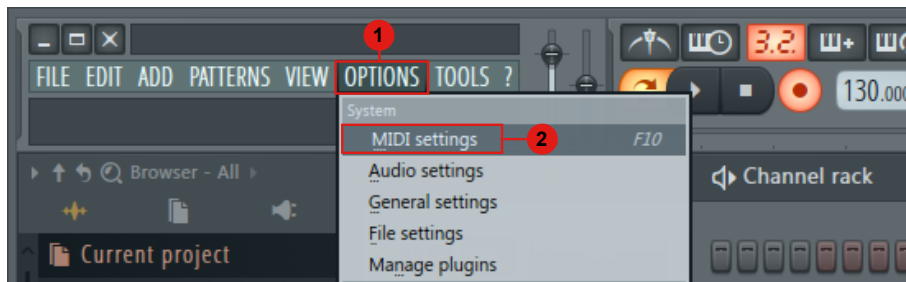 1
FILE EDIT ADD PATTERNS VIEW OPTIONS TOOLS ?
3.2.
130.000
System
MIDI settings 2 F10
Audio settings
General settings
File settings
Manage plugins
Browser - All
Current project
Channel rack